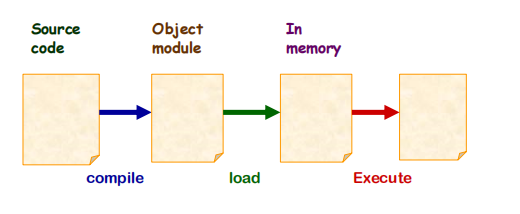 Source
code
Object
module
In
memory
compile
load
Execute